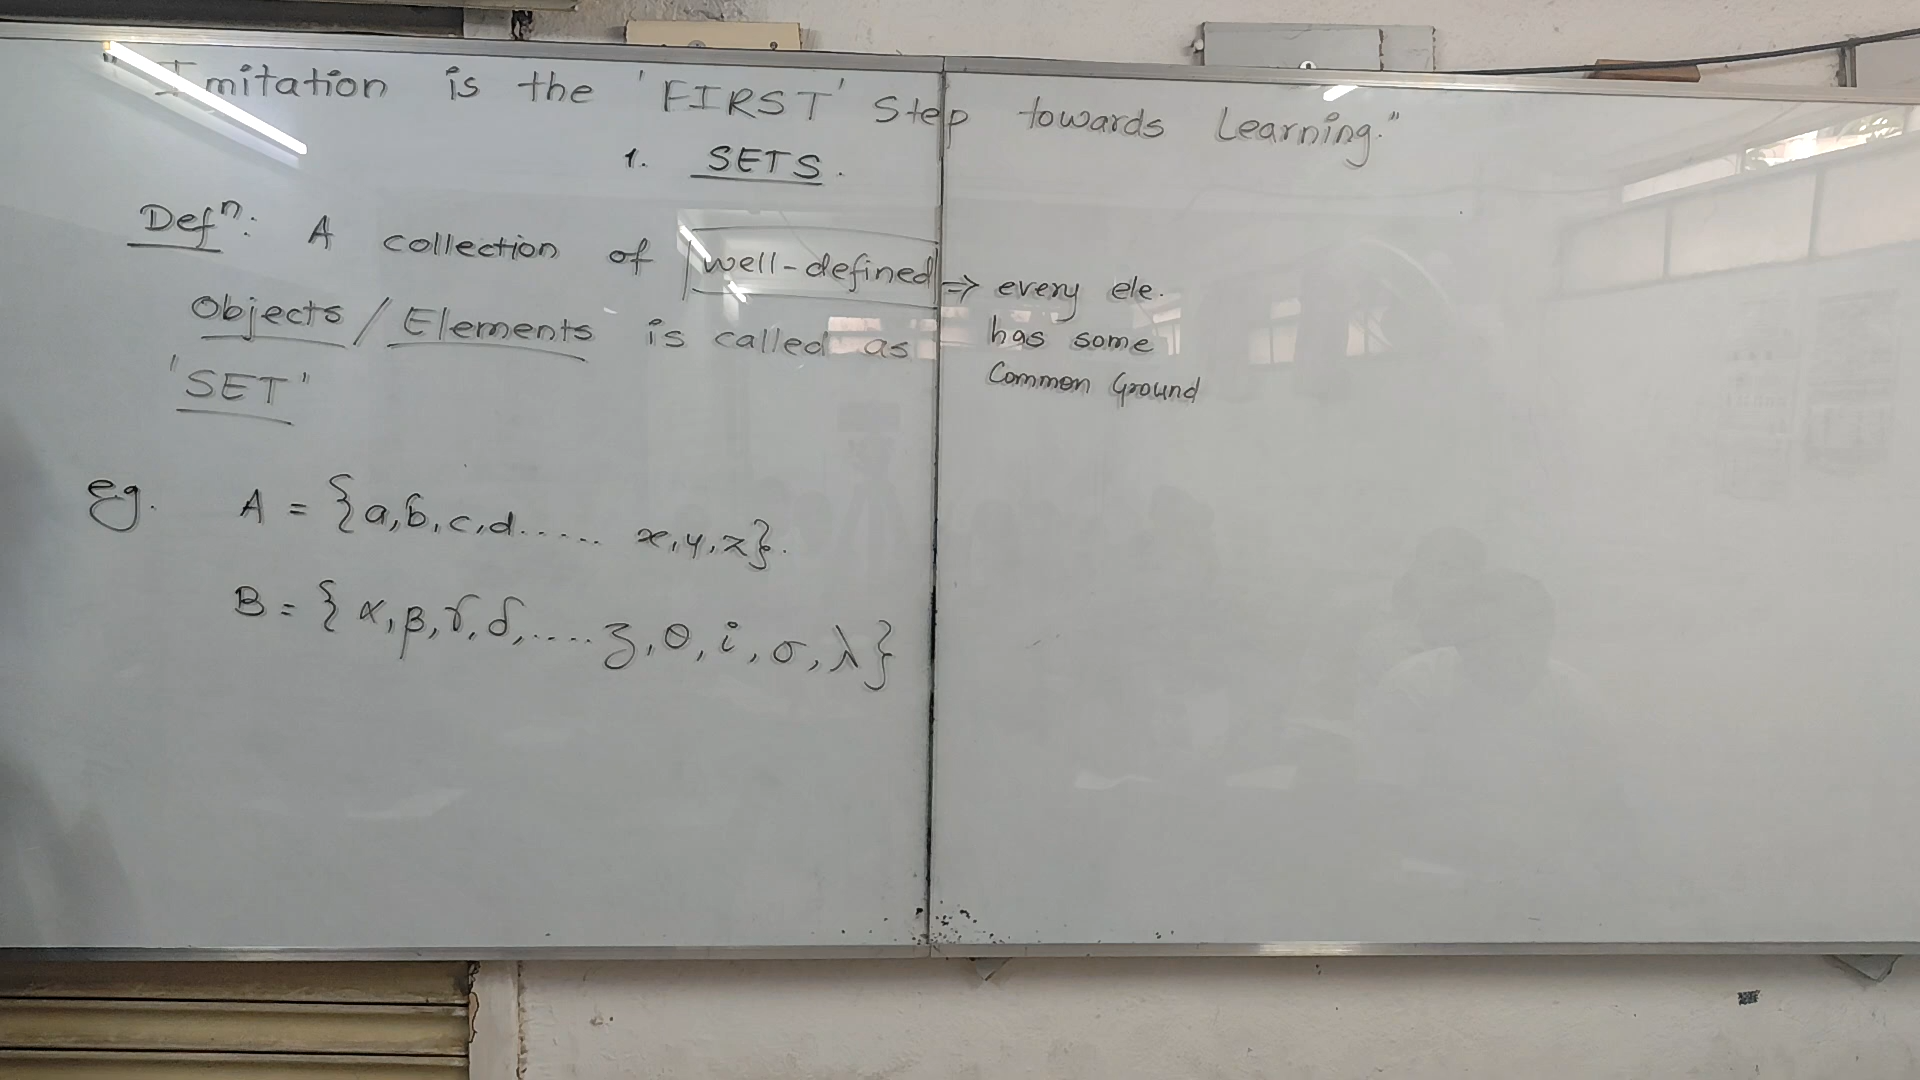 "Imitation is the 'FIRST' Step towards Learning."
1. SETS.
Defⁿ: A collection of well-defined ⇒ every ele.
Objects / Elements is called as has some
'SET' Common Ground
eg. A = {a, b, c, d..... x, y, z}.
B = { α, β, γ, δ, .... ʒ, θ, i, σ, λ}